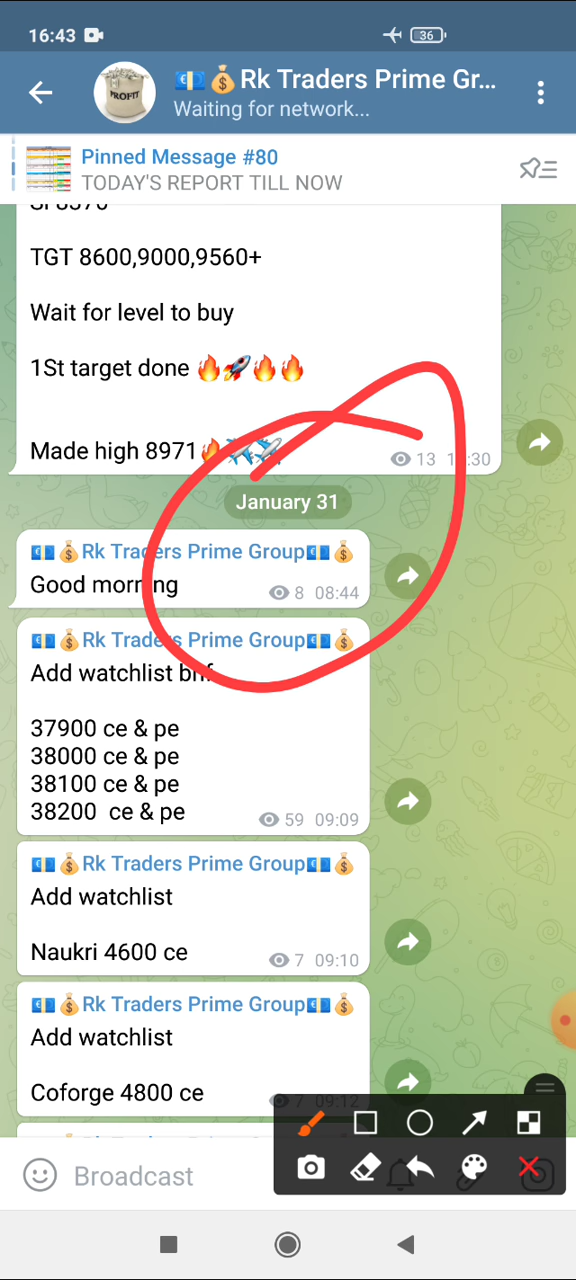 16:43
36
PROFIT
💶💰Rk Traders Prime Gr...
Waiting for network...
Pinned Message #80
TODAY'S REPORT TILL NOW
TGT 8600,9000,9560+
Wait for level to buy
1St target done 🔥🚀🔥🔥
Made high 8971🔥✈️✈️
13
January 31
💶💰Rk Traders Prime Group💶💰
Good morning
8 08:44
💶💰Rk Traders Prime Group💶💰
Add watchlist bnf
37900 ce & pe
38000 ce & pe
38100 ce & pe
38200 ce & pe
59 09:09
💶💰Rk Traders Prime Group💶💰
Add watchlist
Naukri 4600 ce
7 09:10
💶💰Rk Traders Prime Group💶💰
Add watchlist
Coforge 4800 ce
7 09:12
Broadcast